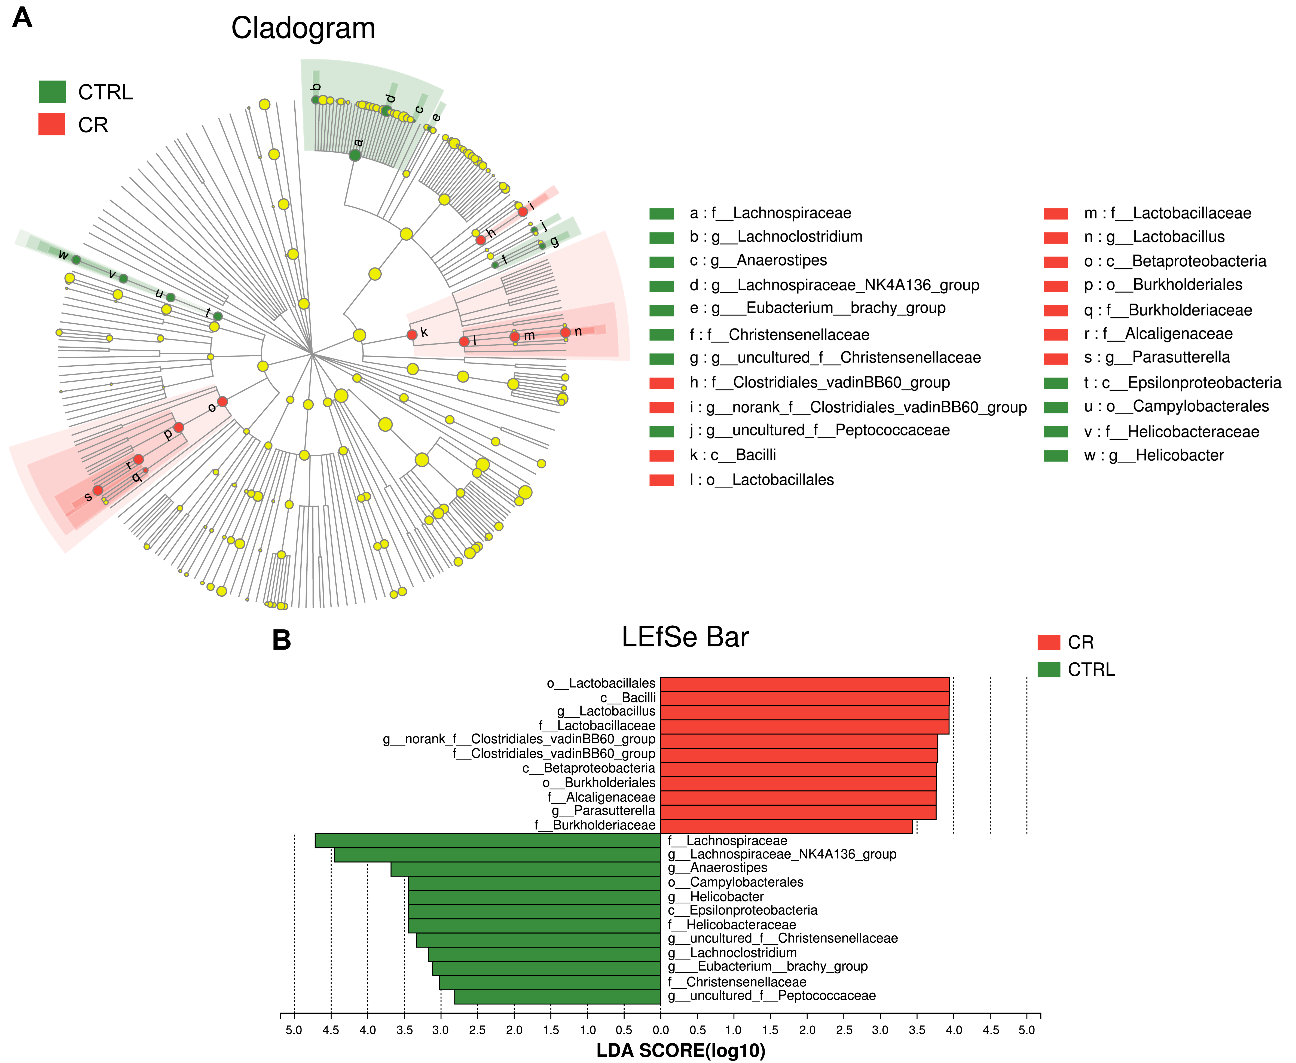 A
Cladogram
CTRL
CR
b
d
c
e
a
i
h
j
g
f
w
v
u
t
k
l
m
n
o
p
r
q
s
a : f__Lachnospiraceae
b : g__Lachnoclostridium
c : g__Anaerostipes
d : g__Lachnospiraceae_NK4A136_group
e : g___Eubacterium__brachy_group
f : f__Christensenellaceae
g : g__uncultured_f__Christensenellaceae
h : f__Clostridiales_vadinBB60_group
i : g__norank_f__Clostridiales_vadinBB60_group
j : g__uncultured_f__Peptococcaceae
k : c__Bacilli
l : o__Lactobacillales
m : f__Lactobacillaceae
n : g__Lactobacillus
o : c__Betaproteobacteria
p : o__Burkholderiales
q : f__Burkholderiaceae
r : f__Alcaligenaceae
s : g__Parasutterella
t : c__Epsilonproteobacteria
u : o__Campylobacterales
v : f__Helicobacteraceae
w : g__Helicobacter
B
LEfSe Bar
CR
CTRL
o__Lactobacillales
c__Bacilli
g__Lactobacillus
f__Lactobacillaceae
g__norank_f__Clostridiales_vadinBB60_group
f__Clostridiales_vadinBB60_group
c__Betaproteobacteria
o__Burkholderiales
f__Alcaligenaceae
g__Parasutterella
f__Burkholderiaceae
f__Lachnospiraceae
g__Lachnospiraceae_NK4A136_group
g__Anaerostipes
o__Campylobacterales
g__Helicobacter
c__Epsilonproteobacteria
f__Helicobacteraceae
g__uncultured_f__Christensenellaceae
g__Lachnoclostridium
g___Eubacterium__brachy_group
f__Christensenellaceae
g__uncultured_f__Peptococcaceae
5.0 4.5 4.0 3.5 3.0 2.5 2.0 1.5 1.0 0.5 0.0 0.5 1.0 1.5 2.0 2.5 3.0 3.5 4.0 4.5 5.0
LDA SCORE(log10)